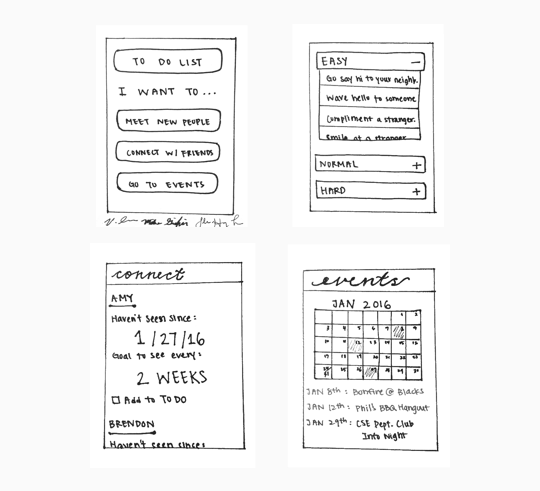 TO DO LIST
I WANT TO...
MEET NEW PEOPLE
CONNECT W/ FRIENDS
GO TO EVENTS
EASY –
Go say hi to your neighb.
Wave hello to someone
Compliment a stranger.
Smile at a stranger
NORMAL +
HARD +
connect
AMY
Haven't seen since:
1/27/16
Goal to see every:
2 WEEKS
Add to TO DO
BRENDON
Haven't seen since:
events
JAN 2016
JAN 8th: Bonfire @ Blacks
JAN 12th: Phil's BBQ Hangout
JAN 29th: CSE Dept. Club
Info Night